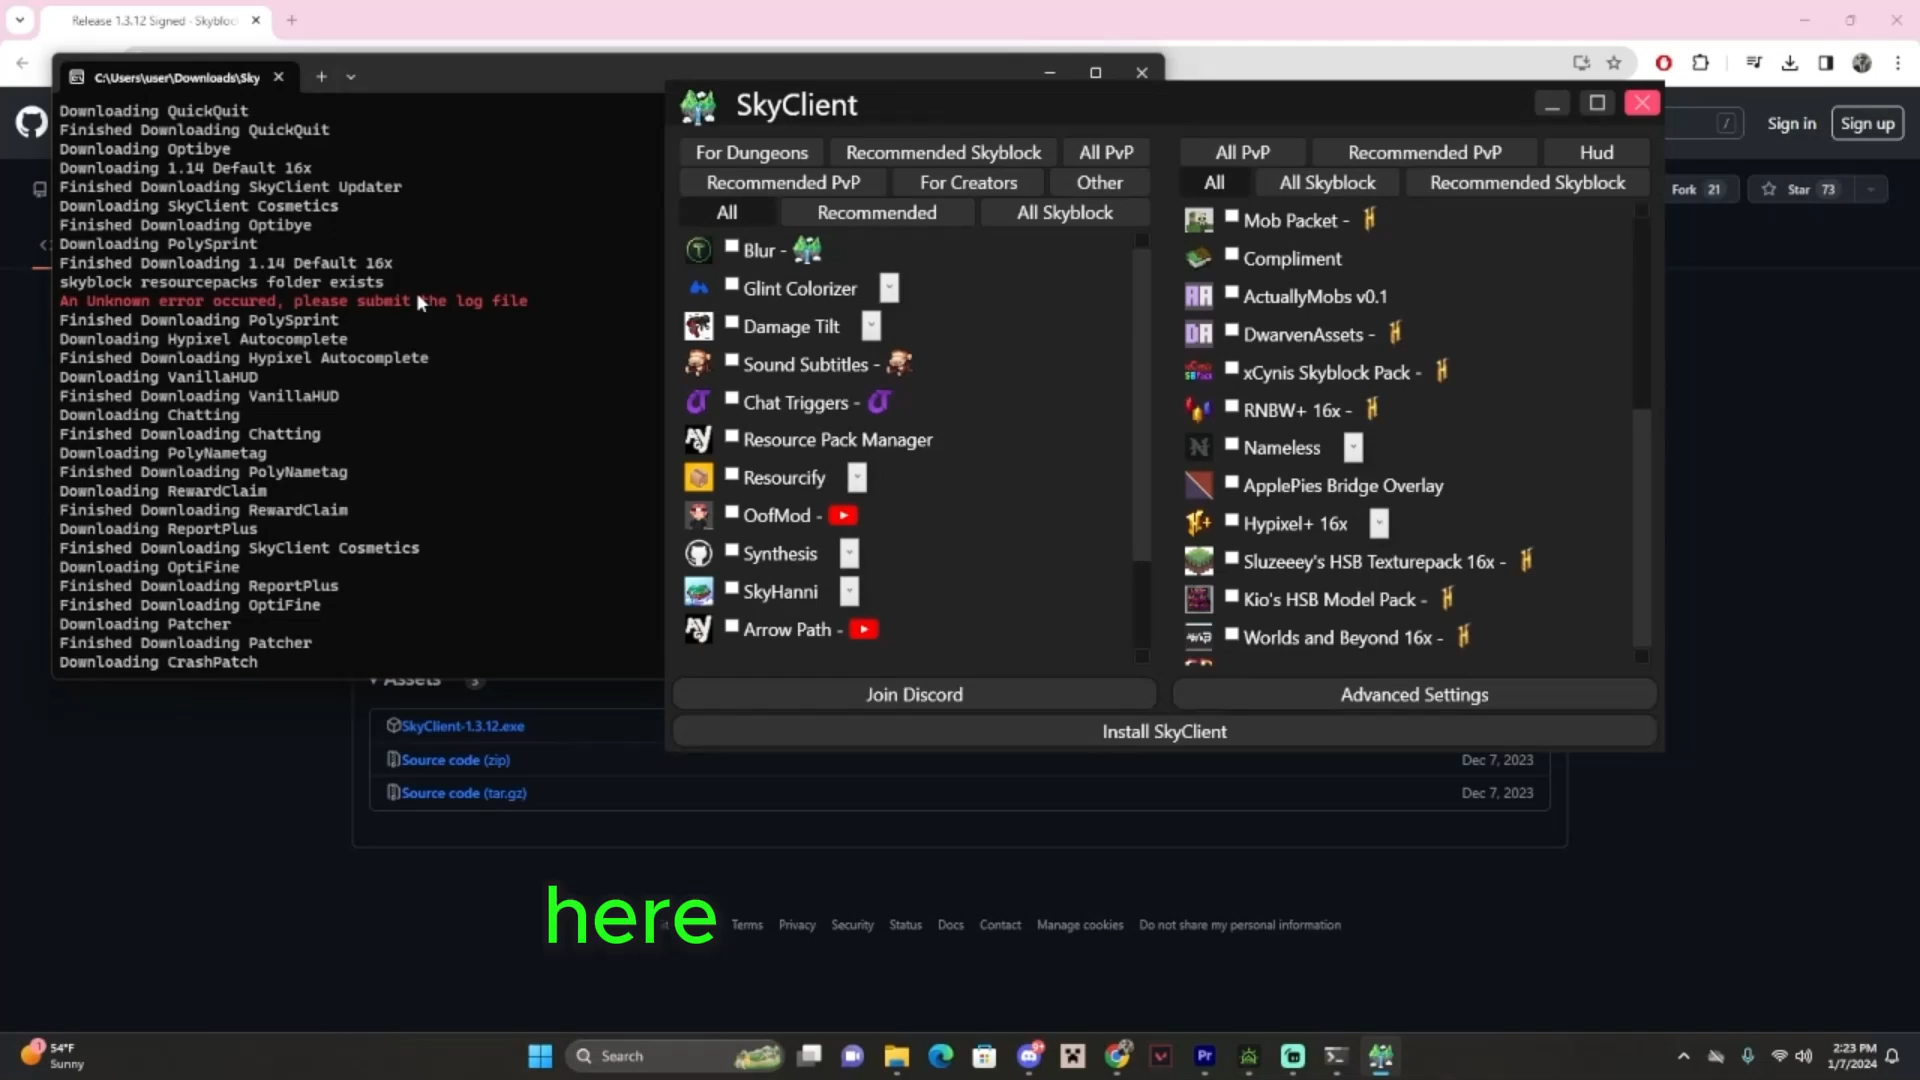 Release 1.3.12 Signed - Skybloc
C:\Users\user\Downloads\Sky
Downloading QuickQuit
Finished Downloading QuickQuit
Downloading Optibye
Downloading 1.14 Default 16x
Finished Downloading SkyClient Updater
Downloading SkyClient Cosmetics
Finished Downloading Optibye
Downloading PolySprint
Finished Downloading 1.14 Default 16x
skyblock resourcepacks folder exists
An Unknown error occured, please submit the log file
Finished Downloading PolySprint
Downloading Hypixel Autocomplete
Finished Downloading Hypixel Autocomplete
Downloading VanillaHUD
Finished Downloading VanillaHUD
Downloading Chatting
Finished Downloading Chatting
Downloading PolyNametag
Finished Downloading PolyNametag
Downloading RewardClaim
Finished Downloading RewardClaim
Downloading ReportPlus
Finished Downloading SkyClient Cosmetics
Downloading OptiFine
Finished Downloading ReportPlus
Finished Downloading OptiFine
Downloading Patcher
Finished Downloading Patcher
Downloading CrashPatch
SkyClient
For Dungeons Recommended Skyblock All PvP
Recommended PvP For Creators Other
All Recommended All Skyblock
Blur -
Glint Colorizer
Damage Tilt
Sound Subtitles -
Chat Triggers -
Resource Pack Manager
Resourcify
OofMod -
Synthesis
SkyHanni
Arrow Path -
All PvP Recommended PvP Hud
All All Skyblock Recommended Skyblock
Mob Packet -
Compliment
ActuallyMobs v0.1
DwarvenAssets -
xCynis Skyblock Pack -
RNBW+ 16x -
Nameless
ApplePies Bridge Overlay
Hypixel+ 16x
Sluzeeey's HSB Texturepack 16x -
Kio's HSB Model Pack -
Worlds and Beyond 16x -
Join Discord
Advanced Settings
Install SkyClient
/
Sign in
Sign up
Fork 21
Star 73
Assets 3
SkyClient-1.3.12.exe
Source code (zip) Dec 7, 2023
Source code (tar.gz) Dec 7, 2023
here
Terms Privacy Security Status Docs Contact Manage cookies Do not share my personal information
54°F
Sunny
Search
Pr
2:23 PM
1/7/2024